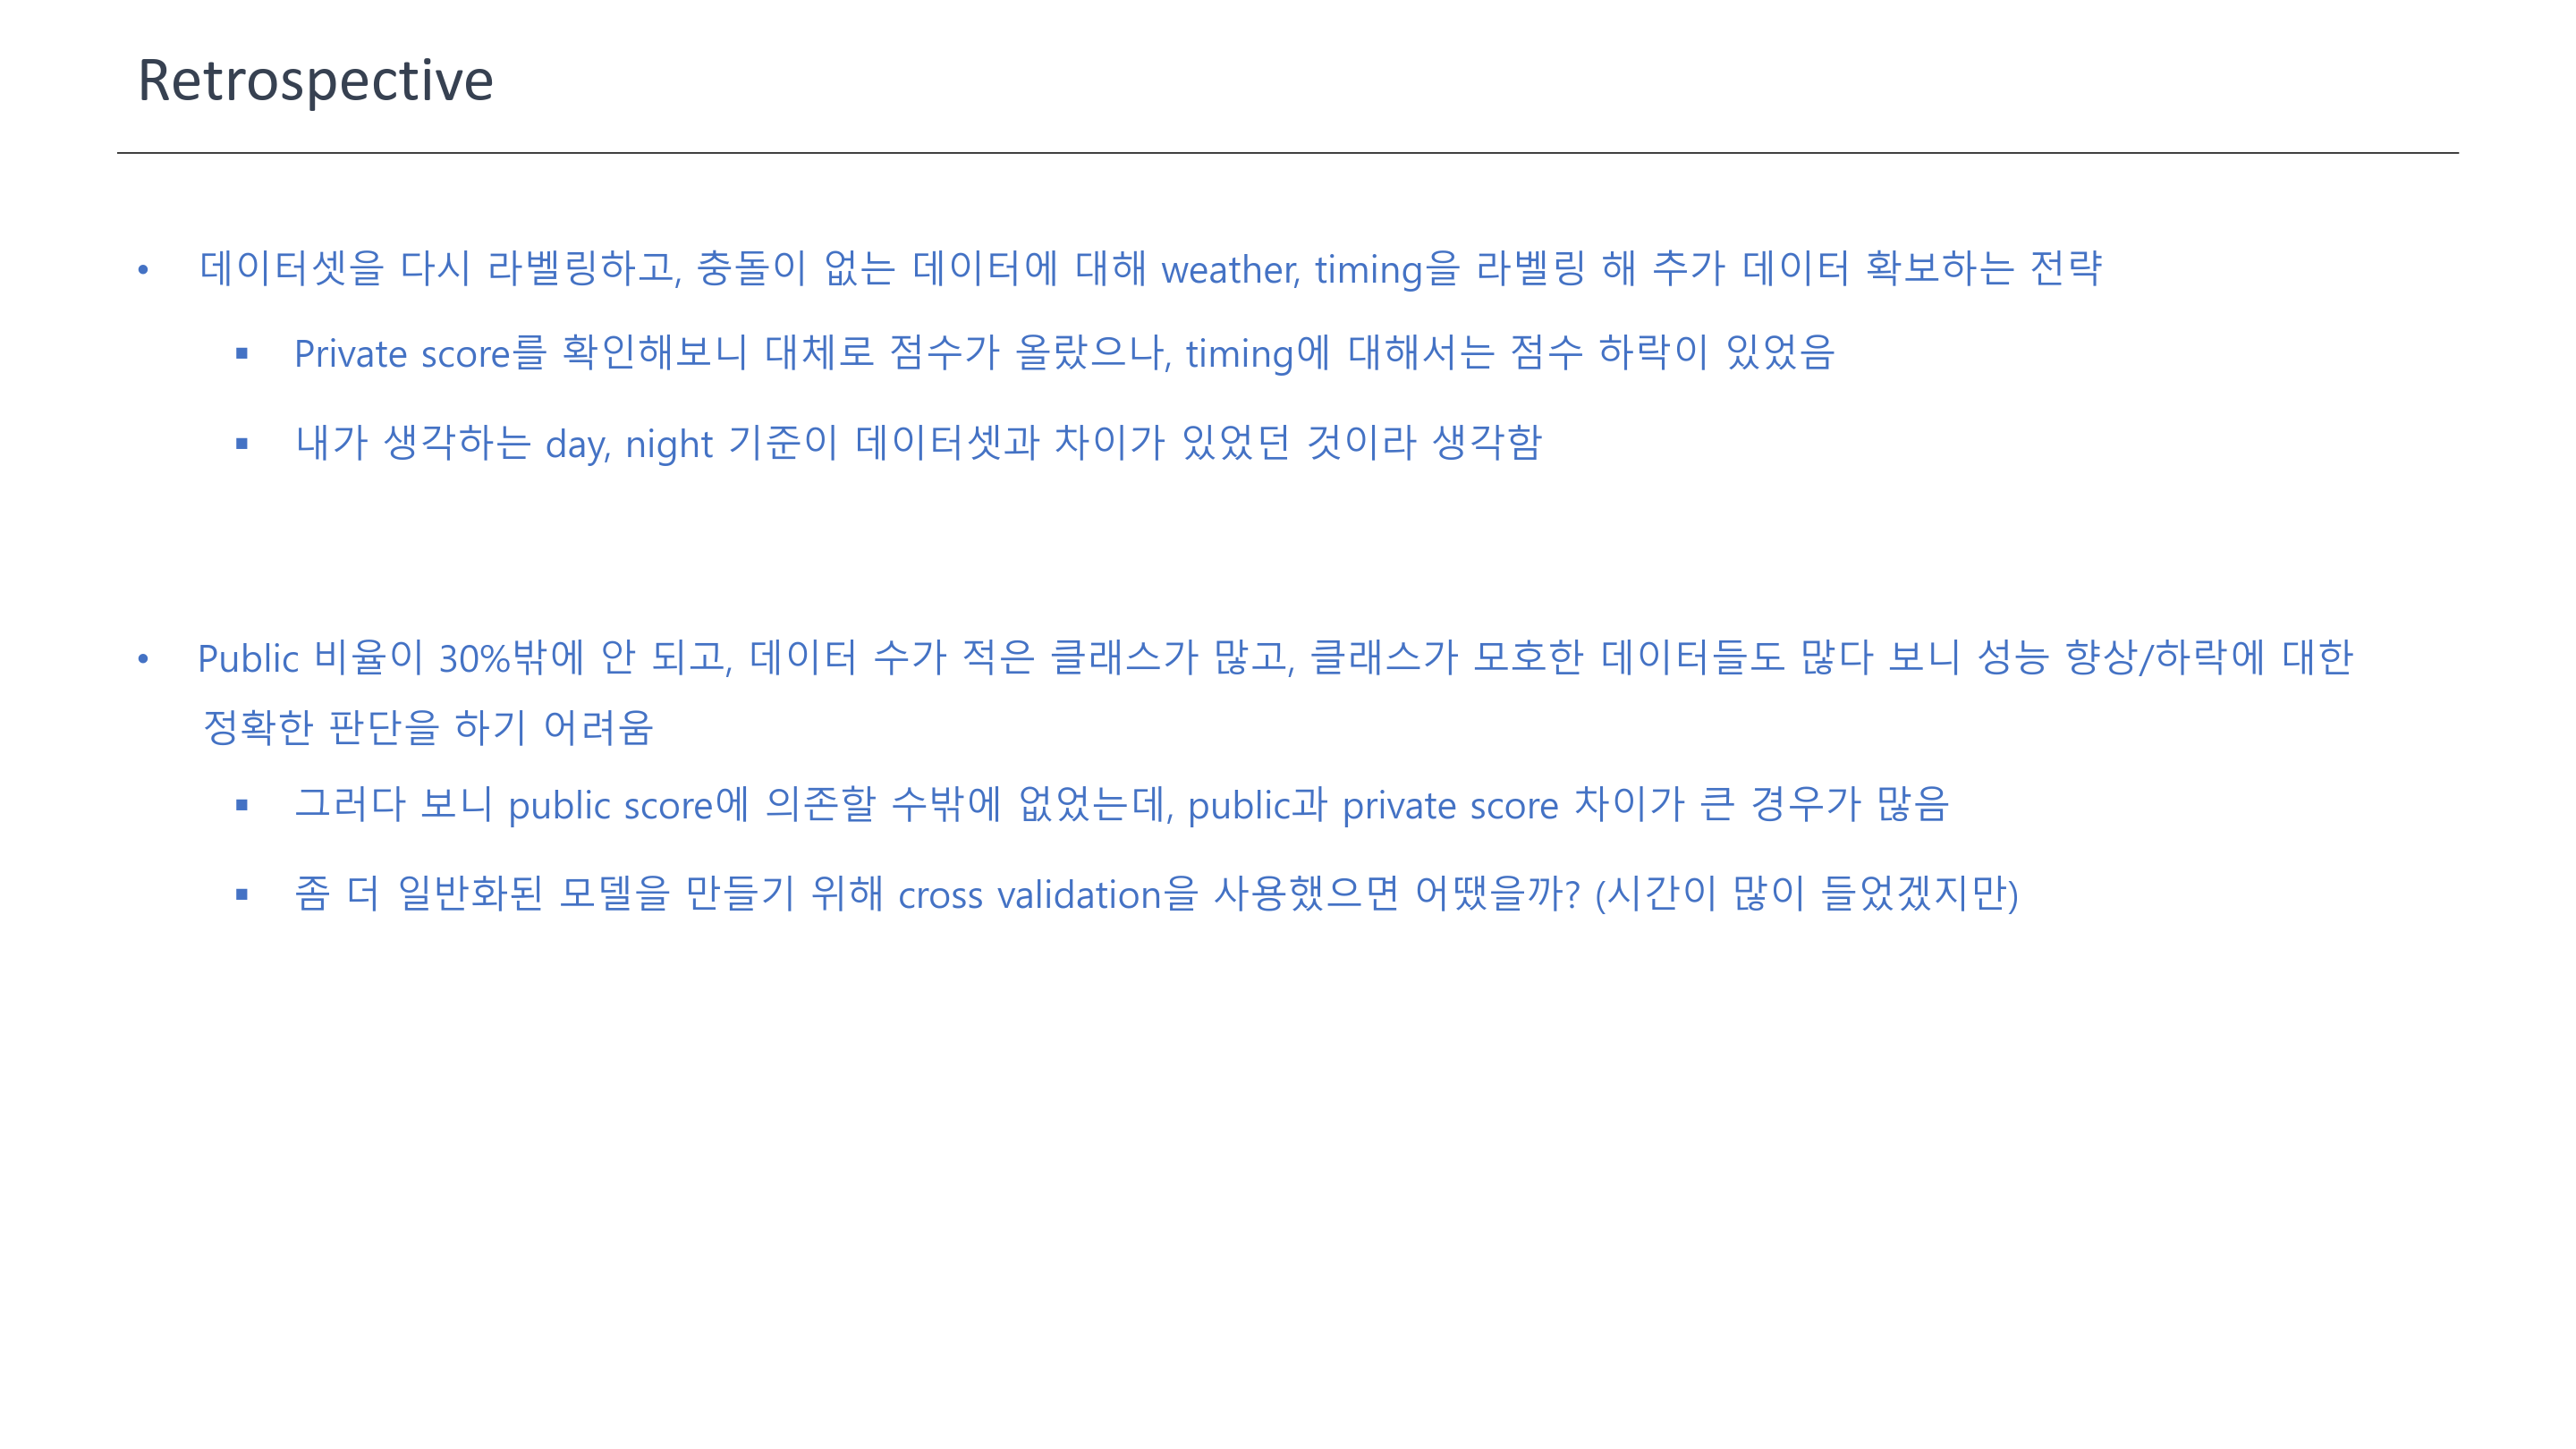 Retrospective
• 데이터셋을 다시 라벨링하고, 충돌이 없는 데이터에 대해 weather, timing을 라벨링 해 추가 데이터 확보하는 전략
▪ Private score를 확인해보니 대체로 점수가 올랐으나, timing에 대해서는 점수 하락이 있었음
▪ 내가 생각하는 day, night 기준이 데이터셋과 차이가 있었던 것이라 생각함
• Public 비율이 30%밖에 안 되고, 데이터 수가 적은 클래스가 많고, 클래스가 모호한 데이터들도 많다 보니 성능 향상/하락에 대한
정확한 판단을 하기 어려움
▪ 그러다 보니 public score에 의존할 수밖에 없었는데, public과 private score 차이가 큰 경우가 많음
▪ 좀 더 일반화된 모델을 만들기 위해 cross validation을 사용했으면 어땠을까? (시간이 많이 들었겠지만)